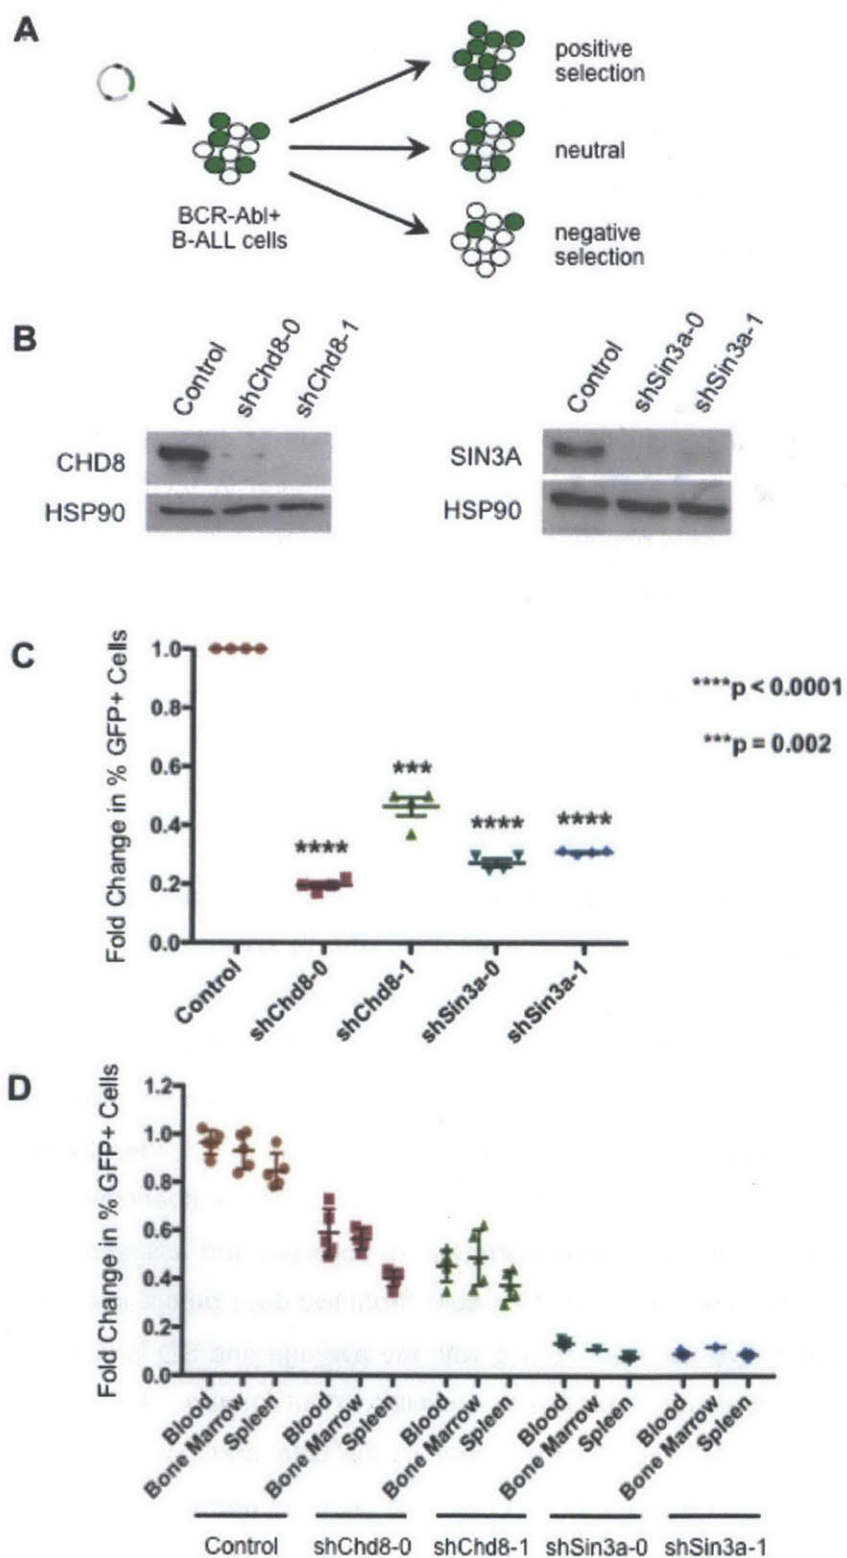 A
positive
selection
neutral
negative
selection
BCR-Abl+
B-ALL cells
B
Control
shChd8-0
shChd8-1
CHD8
HSP90
Control
shSin3a-0
shSin3a-1
SIN3A
HSP90
C
Fold Change in % GFP+ Cells
1.0
0.8
0.6
0.4
0.2
0.0
****
***
****
****
****p < 0.0001
***p = 0.002
Control
shChd8-0
shChd8-1
shSin3a-0
shSin3a-1
D
Fold Change in % GFP+ Cells
1.2
1.0
0.8
0.6
0.4
0.2
0.0
Blood
Bone Marrow
Spleen
Blood
Bone Marrow
Spleen
Blood
Bone Marrow
Spleen
Blood
Bone Marrow
Spleen
Blood
Bone Marrow
Spleen
Control
shChd8-0
shChd8-1
shSin3a-0
shSin3a-1